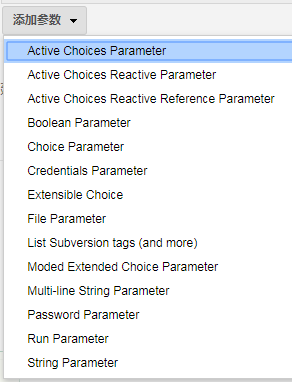 添加参数
Active Choices Parameter
Active Choices Reactive Parameter
Active Choices Reactive Reference Parameter
Boolean Parameter
Choice Parameter
Credentials Parameter
Extensible Choice
File Parameter
List Subversion tags (and more)
Moded Extended Choice Parameter
Multi-line String Parameter
Password Parameter
Run Parameter
String Parameter